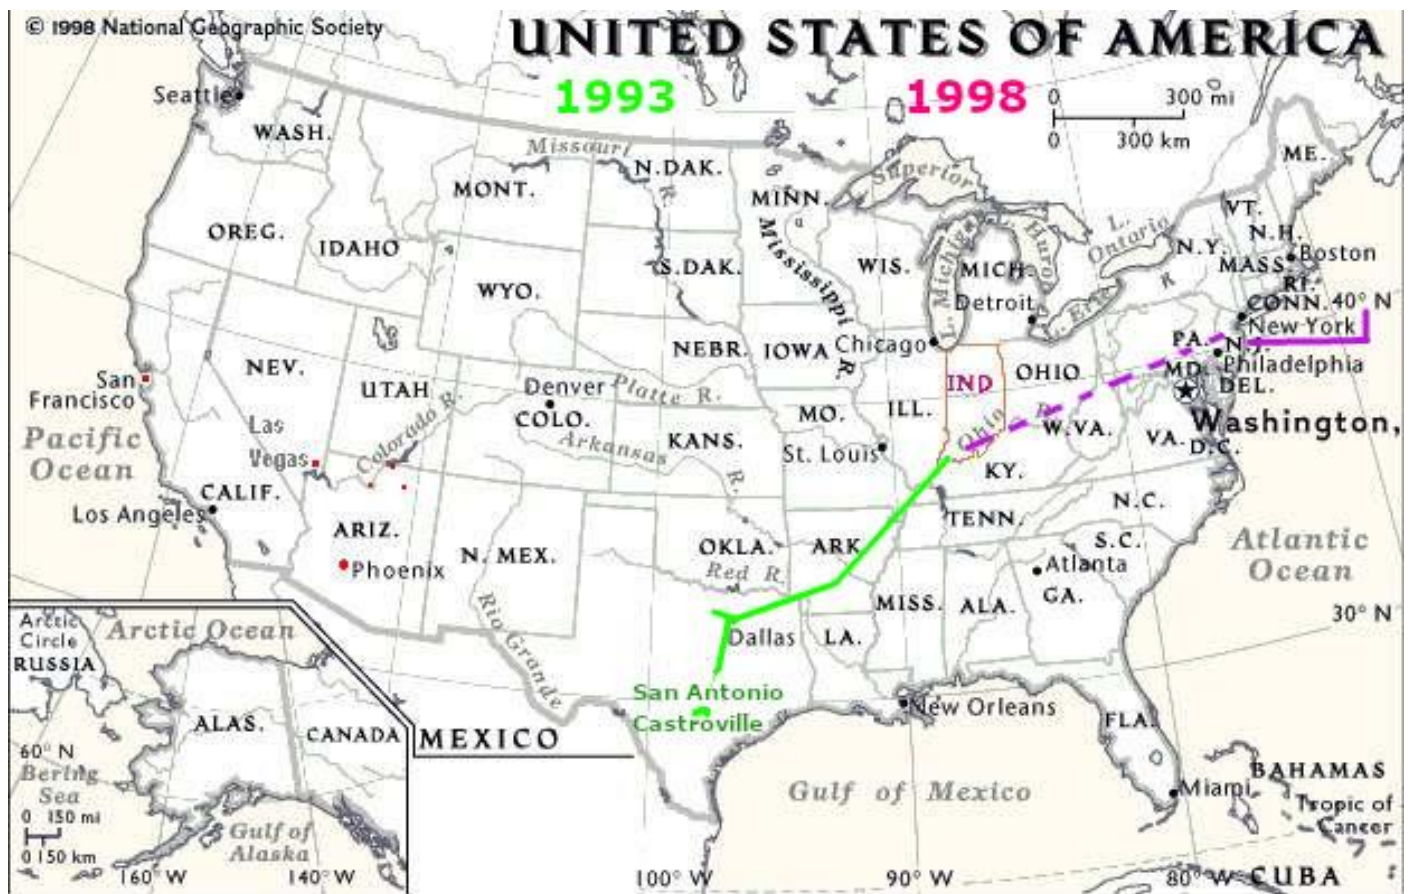 © 1998 National Geographic Society
UNITED STATES OF AMERICA
1993
1998
0 300 mi
0 300 km
Seattle
WASH.
Missouri
R.
N.DAK.
MONT.
MINN.
Superior
ME.
OREG.
IDAHO
S.DAK.
Mississippi
R.
WIS.
L. Michig
MICH.
L. Huron
L.
Ontario
N.Y.
VT.
N.H.
MASS.
Boston
R
RI.
CONN.
40° N
WYO.
Detroit
L. Erie
New York
NEV.
UTAH
NEBR.
IOWA
Chicago
PA.
N.J.
Philadelphia
San
Francisco
Denver
COLO.
Platte R.
IND
OHIO
MD.
DEL.
Pacific
Ocean
Las
Vegas
Colorado R.
Arkansas
R.
KANS.
MO.
ILL.
St. Louis
Ohio
R
W.VA.
VA.
Washington,
D.C.
CALIF.
Los Angeles
KY.
ARIZ.
Phoenix
N. MEX.
OKLA.
Red R.
ARK
TENN.
N.C.
S.C.
Atlanta
GA.
Atlantic
Ocean
MISS.
ALA.
30° N
Rio Grande
Dallas
LA.
San Antonio
Castroville
New Orleans
FLA.
Arctic
Circle
RUSSIA
Arctic Ocean
ALAS.
CANADA
MEXICO
60° N
Bering
Sea
0 150 mi
0 150 km
Gulf of
Alaska
Gulf of Mexico
Miami
BAHAMAS
Tropic of
Cancer
CUBA
160° W
140° W
100° W
90° W
80° W